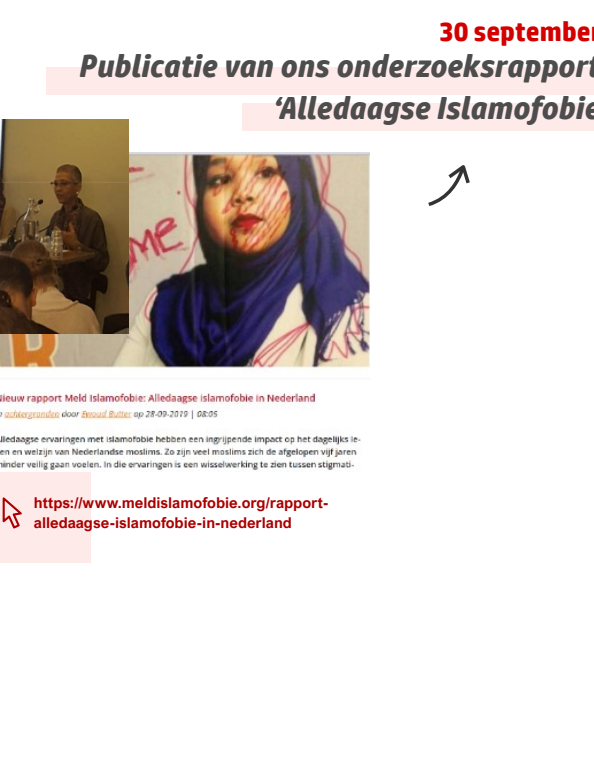 30 september
Publicatie van ons onderzoeksrapport
‘Alledaagse Islamofobie
ME
R
Nieuw rapport Meld Islamofobie: Alledaagse islamofobie in Nederland
achtergronden door Ewoud Butter op 28-09-2019 | 08:05
Alledaagse ervaringen met islamofobie hebben een ingrijpende impact op het dagelijks le-
en en welzijn van Nederlandse moslims. Zo zijn veel moslims zich de afgelopen vijf jaren
minder veilig gaan voelen. In die ervaringen is een wisselwerking te zien tussen stigmati-
https://www.meldislamofobie.org/rapport-
alledaagse-islamofobie-in-nederland